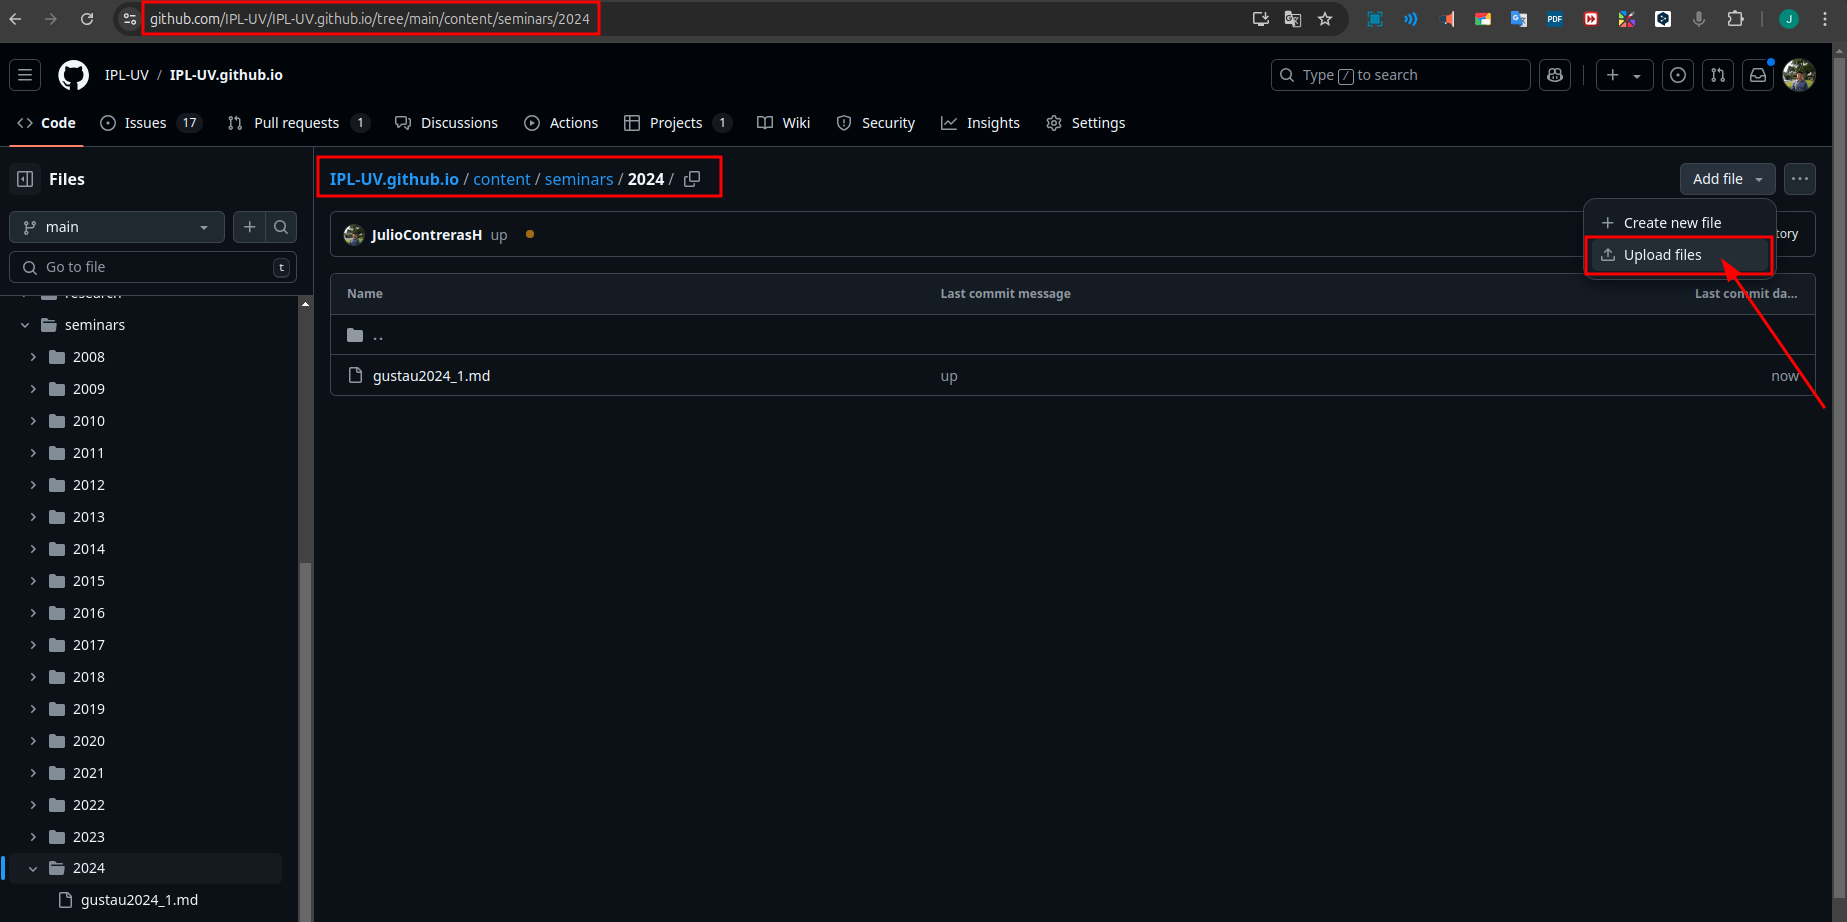 github.com/IPL-UV/IPL-UV.github.io/tree/main/content/seminars/2024
PDF
J
IPL-UV / IPL-UV.github.io
Type / to search
Code
Issues 17
Pull requests 1
Discussions
Actions
Projects 1
Wiki
Security
Insights
Settings
Files
main
Go to file
t
research
seminars
2008
2009
2010
2011
2012
2013
2014
2015
2016
2017
2018
2019
2020
2021
2022
2023
2024
gustau2024_1.md
IPL-UV.github.io / content / seminars / 2024 /
Add file
Create new file
Upload files
JulioContrerasH up
tory
Name Last commit message Last commit da...
..
gustau2024_1.md up now